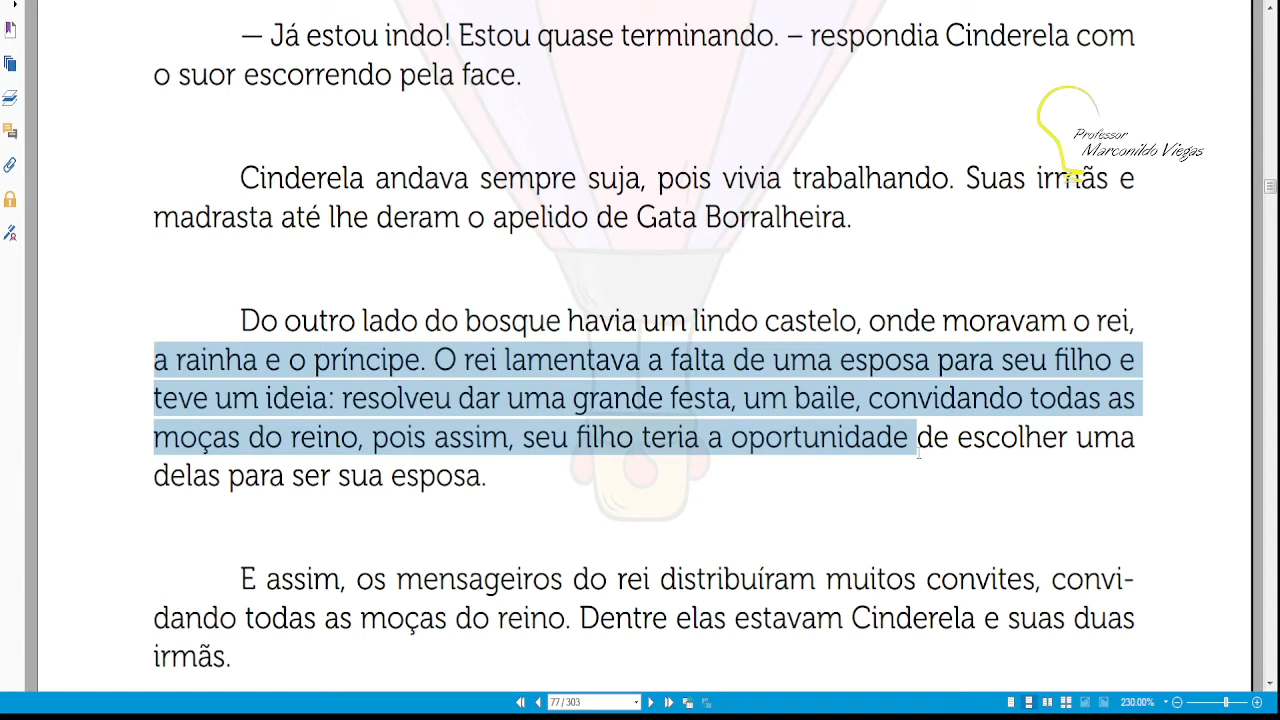 — Já estou indo! Estou quase terminando. – respondia Cinderela com
o suor escorrendo pela face.
Professor
Marconildo Viegas
Cinderela andava sempre suja, pois vivia trabalhando. Suas irmãs e
madrasta até lhe deram o apelido de Gata Borralheira.
Do outro lado do bosque havia um lindo castelo, onde moravam o rei,
a rainha e o príncipe. O rei lamentava a falta de uma esposa para seu filho e
teve um ideia: resolveu dar uma grande festa, um baile, convidando todas as
moças do reino, pois assim, seu filho teria a oportunidade de escolher uma
delas para ser sua esposa.
E assim, os mensageiros do rei distribuíram muitos convites, convi-
dando todas as moças do reino. Dentre elas estavam Cinderela e suas duas
irmãs.
77 / 303
230.00%